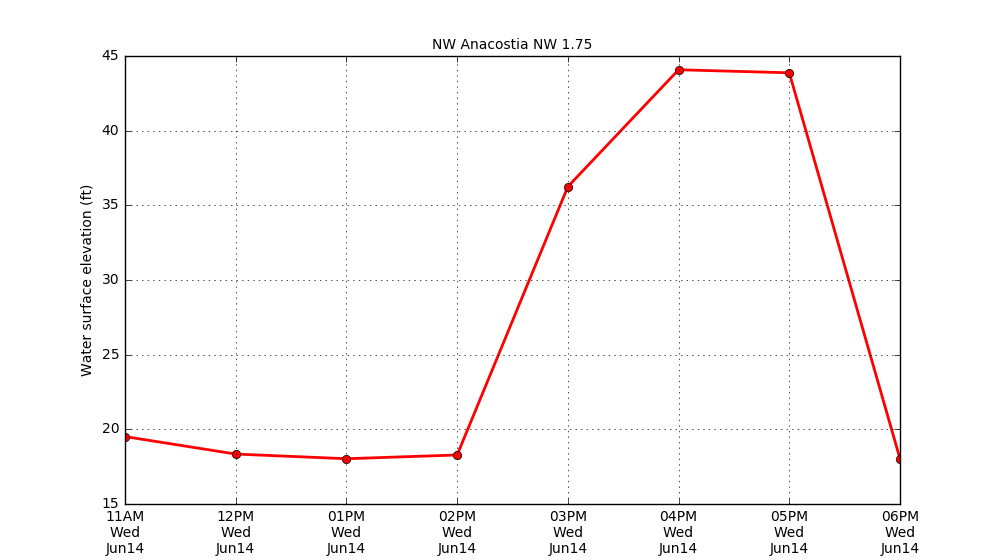 NW Anacostia NW 1.75
45
40
35
30
25
20
15
Water surface elevation (ft)
11AM 12PM 01PM 02PM 03PM 04PM 05PM 06PM
Wed Wed Wed Wed Wed Wed Wed Wed
Jun14 Jun14 Jun14 Jun14 Jun14 Jun14 Jun14 Jun14